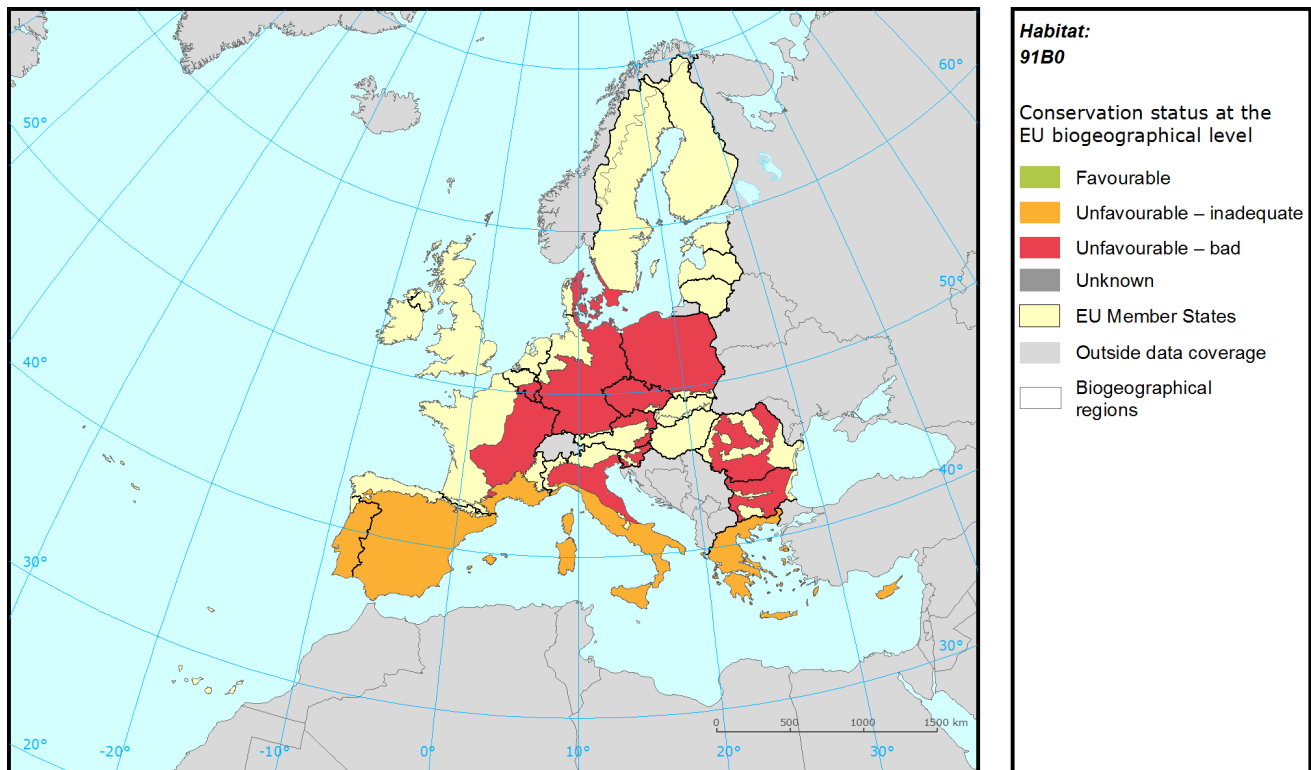 Habitat:
91B0
Conservation status at the
EU biogeographical level
Favourable
Unfavourable – inadequate
Unfavourable – bad
Unknown
EU Member States
Outside data coverage
Biogeographical
regions
60°
50°
50°
40°
40°
30°
30°
20°
-20°
-10°
0°
10°
20°
30°
0
500
1000
1500 km